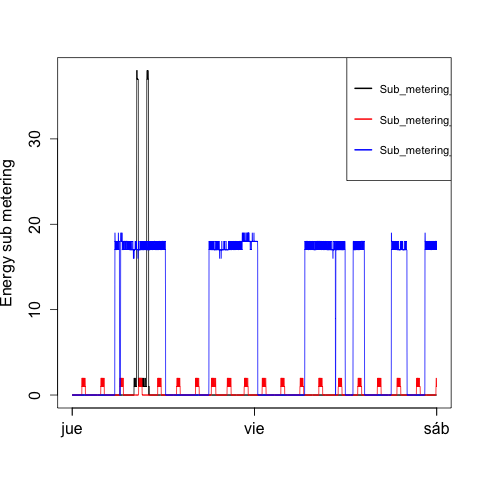 Energy sub metering
30
20
10
0
Sub_metering_
Sub_metering_
Sub_metering_
jue vie sáb